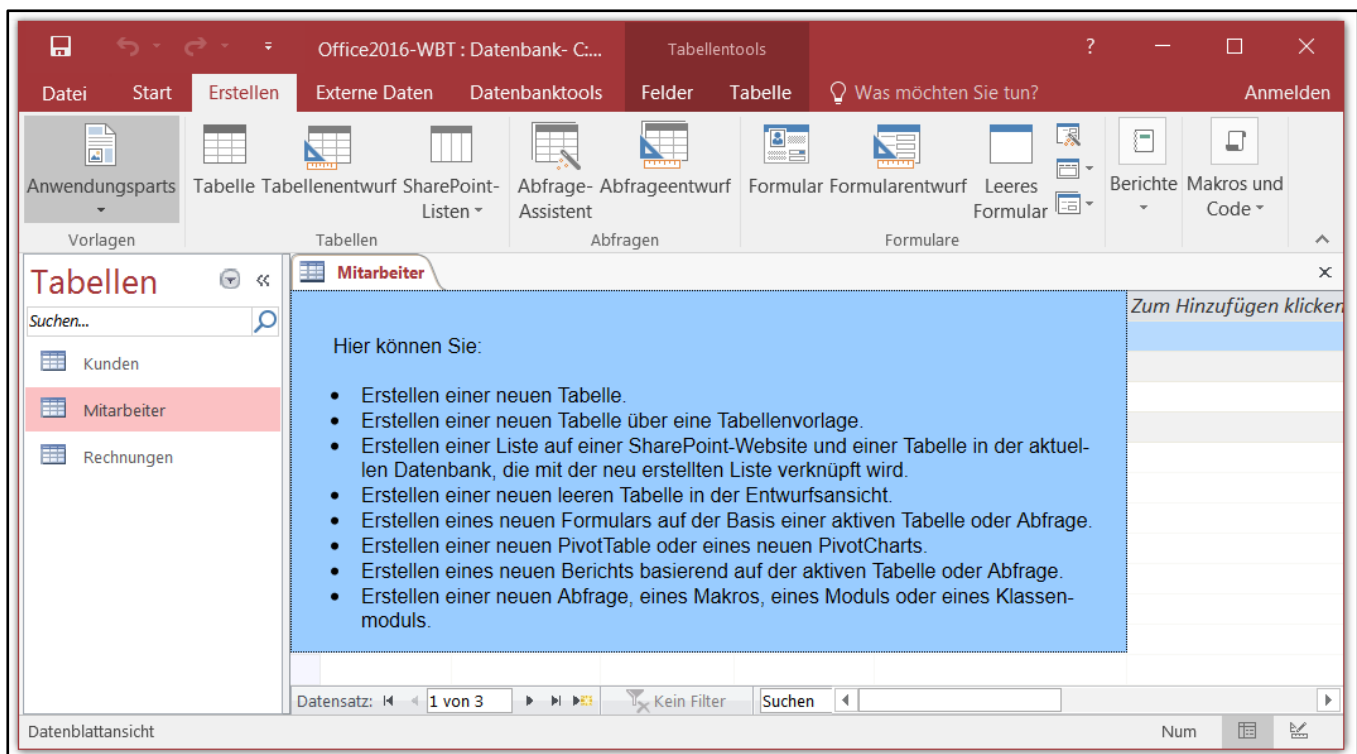 Office2016-WBT : Datenbank- C:...
Tabellentools
?
Datei Start Erstellen Externe Daten Datenbanktools Felder Tabelle Was möchten Sie tun? Anmelden
Anwendungsparts
Tabelle
Tabellenentwurf
SharePoint-
Listen
Abfrage-
Assistent
Abfrageentwurf
Formular
Formularentwurf
Leeres
Formular
Berichte
Makros und
Code
Vorlagen Tabellen Abfragen Formulare
Tabellen
Suchen...
Kunden
Mitarbeiter
Rechnungen
Mitarbeiter
Zum Hinzufügen klicken
Hier können Sie:
• Erstellen einer neuen Tabelle.
• Erstellen einer neuen Tabelle über eine Tabellenvorlage.
• Erstellen einer Liste auf einer SharePoint-Website und einer Tabelle in der aktuel-
len Datenbank, die mit der neu erstellten Liste verknüpft wird.
• Erstellen einer neuen leeren Tabelle in der Entwurfsansicht.
• Erstellen eines neuen Formulars auf der Basis einer aktiven Tabelle oder Abfrage.
• Erstellen einer neuen PivotTable oder eines neuen PivotCharts.
• Erstellen eines neuen Berichts basierend auf der aktiven Tabelle oder Abfrage.
• Erstellen einer neuen Abfrage, eines Makros, eines Moduls oder eines Klassen-
moduls.
Datensatz: 1 von 3 Kein Filter Suchen
Datenblattansicht Num